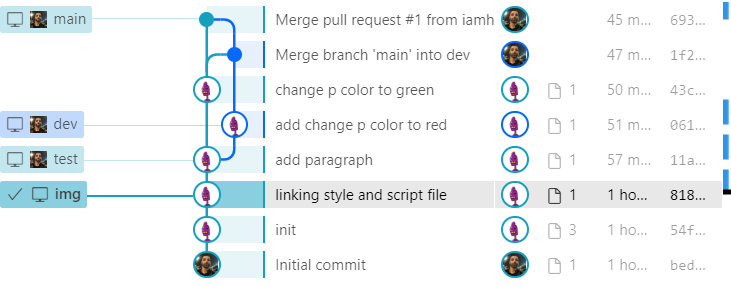 main Merge pull request #1 from iamh 45 m... 693...
Merge branch 'main' into dev 47 m... 1f2...
change p color to green 1 50 m... 43c...
dev add change p color to red 1 51 m... 061...
test add paragraph 1 57 m... 11a...
img linking style and script file 1 1 ho... 818...
init 3 1 ho... 54f...
Initial commit 1 1 ho... bed...